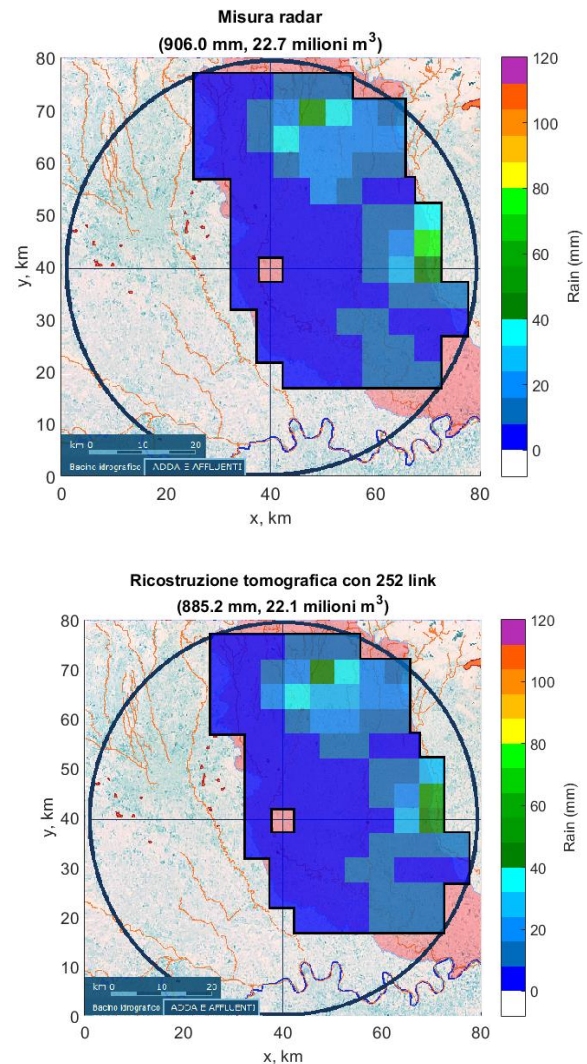 Misura radar
(906.0 mm, 22.7 milioni m³)
80
70
60
50
40
30
20
10
0
y, km
km 0 10 20
Bacino idrografico ADDA E AFFLUENTI
0 20 40 60 80
x, km
120
100
80
60
40
20
0
Rain (mm)
Ricostruzione tomografica con 252 link
(885.2 mm, 22.1 milioni m³)
80
70
60
50
40
30
20
10
0
y, km
km 0 10 20
Bacino idrografico ADDA E AFFLUENTI
0 20 40 60 80
x, km
120
100
80
60
40
20
0
Rain (mm)